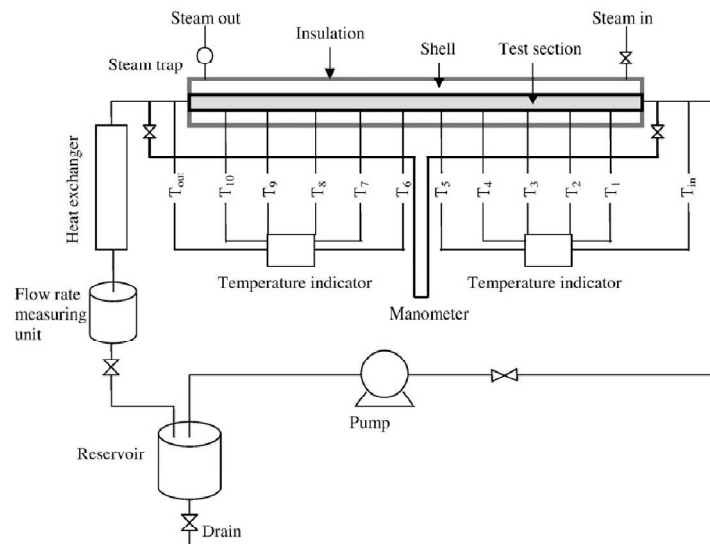 Steam out
Steam in
Insulation
Shell
Test section
Steam trap
Heat exchanger
Tout
T10
T9
T8
T7
T6
T5
T4
T3
T2
T1
Tin
Temperature indicator
Temperature indicator
Flow rate
measuring
unit
Manometer
Pump
Reservoir
Drain